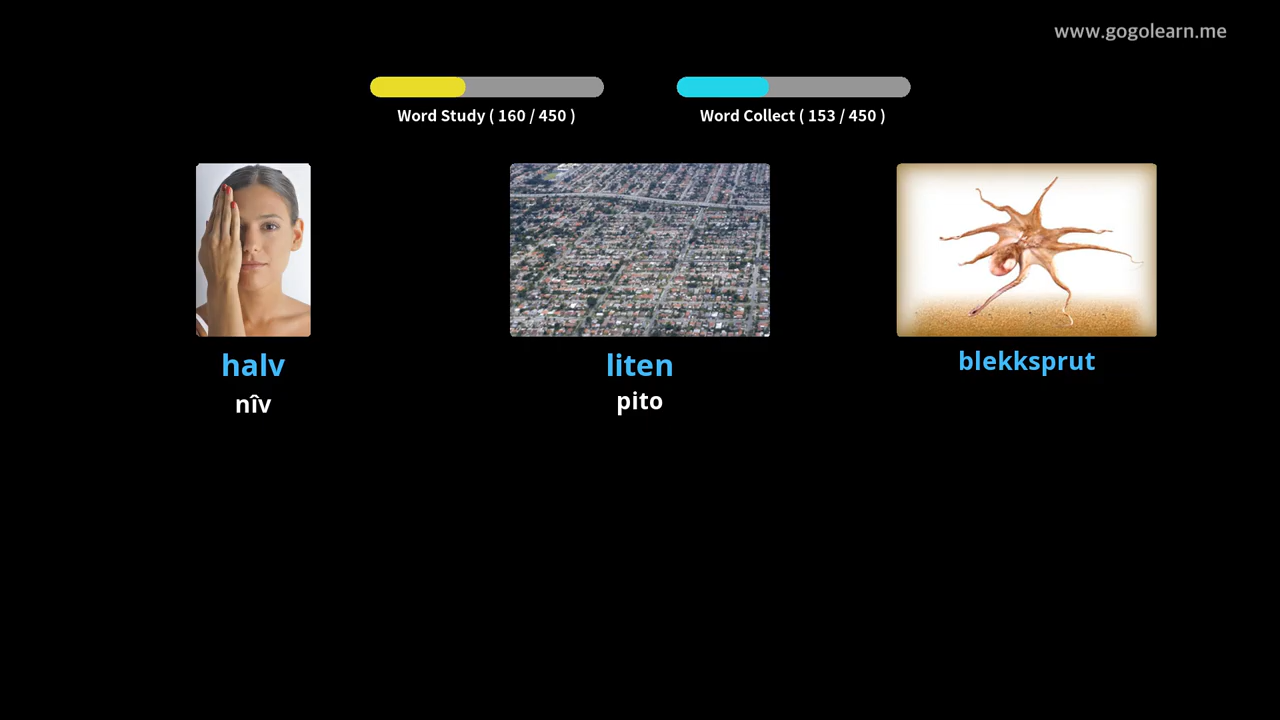 www.gogolearn.me
Word Study ( 160 / 450 )
Word Collect ( 153 / 450 )
halv
nîv
liten
pito
blekksprut